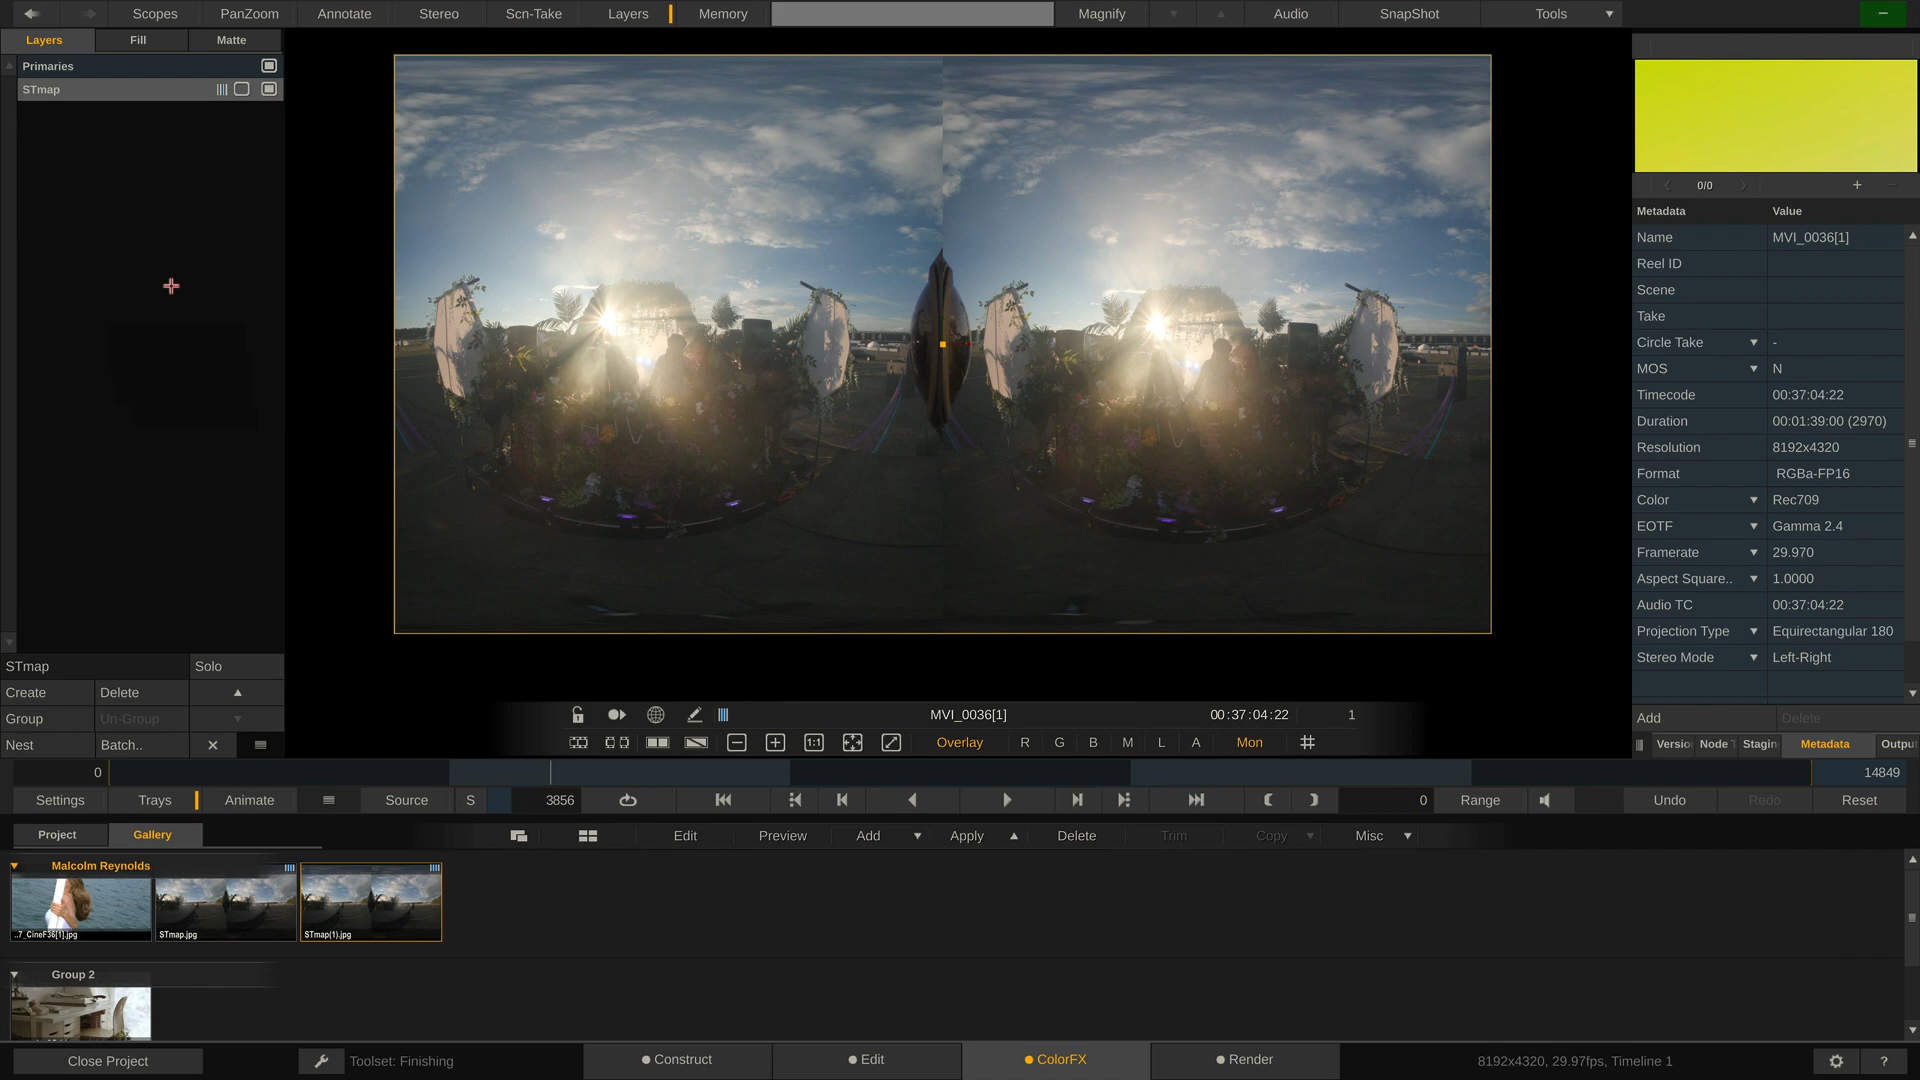 Scopes PanZoom Annotate Stereo Scn-Take Layers Memory Magnify Audio SnapShot Tools
Layers Fill Matte
Primaries
STmap
0/0
Metadata Value
Name MVI_0036[1]
Reel ID
Scene
Take
Circle Take -
MOS N
Timecode 00:37:04:22
Duration 00:01:39:00 (2970)
Resolution 8192x4320
Format RGBa-FP16
Color Rec709
EOTF Gamma 2.4
Framerate 29.970
Aspect Square.. 1.0000
Audio TC 00:37:04:22
Projection Type Equirectangular 180
Stereo Mode Left-Right
Add Delete
Versio Node T Stagin Metadata Outpu
STmap Solo
Create Delete
Group Un-Group
Nest Batch..
MVI_0036[1] 00:37:04:22 1
1:1 Overlay R G B M L A Mon
0 14849
Settings Trays Animate Source S 3856 0 Range Undo Redo Reset
Project Gallery Edit Preview Add Apply Delete Trim Copy Misc
Malcolm Reynolds
..7_CineF36[1].jpg STmap.jpg STmap(1).jpg
Group 2
Close Project Toolset: Finishing Construct Edit ColorFX Render 8192x4320, 29.97fps, Timeline 1 ?